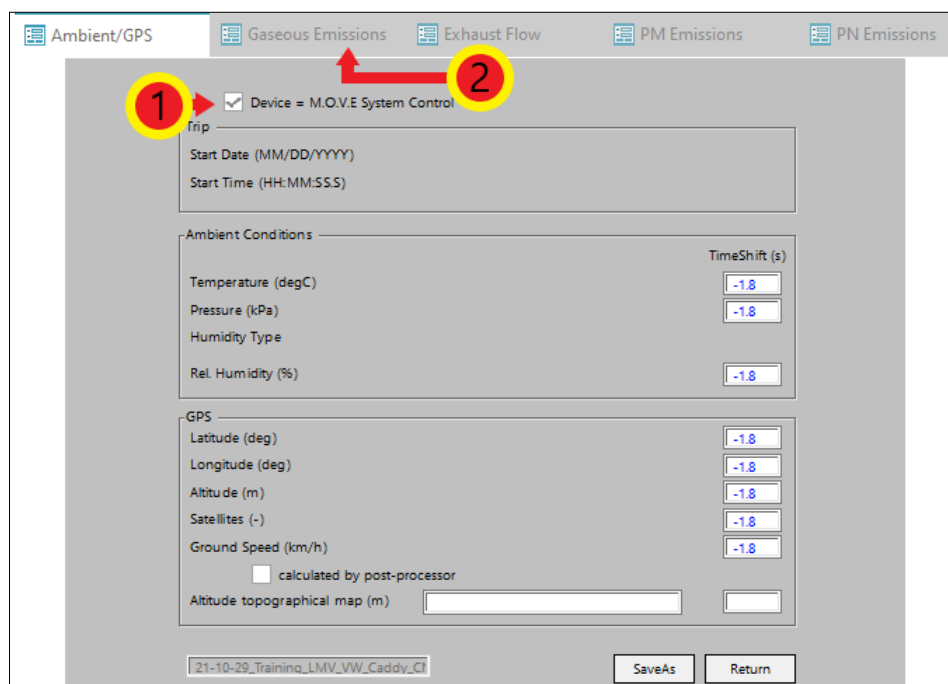 Ambient/GPS Gaseous Emissions Exhaust Flow PM Emissions PN Emissions
2
1 Device = M.O.V.E System Control
Trip
Start Date (MM/DD/YYYY)
Start Time (HH:MM:SS.S)
Ambient Conditions
TimeShift (s)
Temperature (degC) -1.8
Pressure (kPa) -1.8
Humidity Type
Rel. Humidity (%) -1.8
GPS
Latitude (deg) -1.8
Longitude (deg) -1.8
Altitude (m) -1.8
Satellites (-) -1.8
Ground Speed (km/h) -1.8
calculated by post-processor
Altitude topographical map (m)
21-10-29_Training_LMV_VW_Caddy_
SaveAs Return